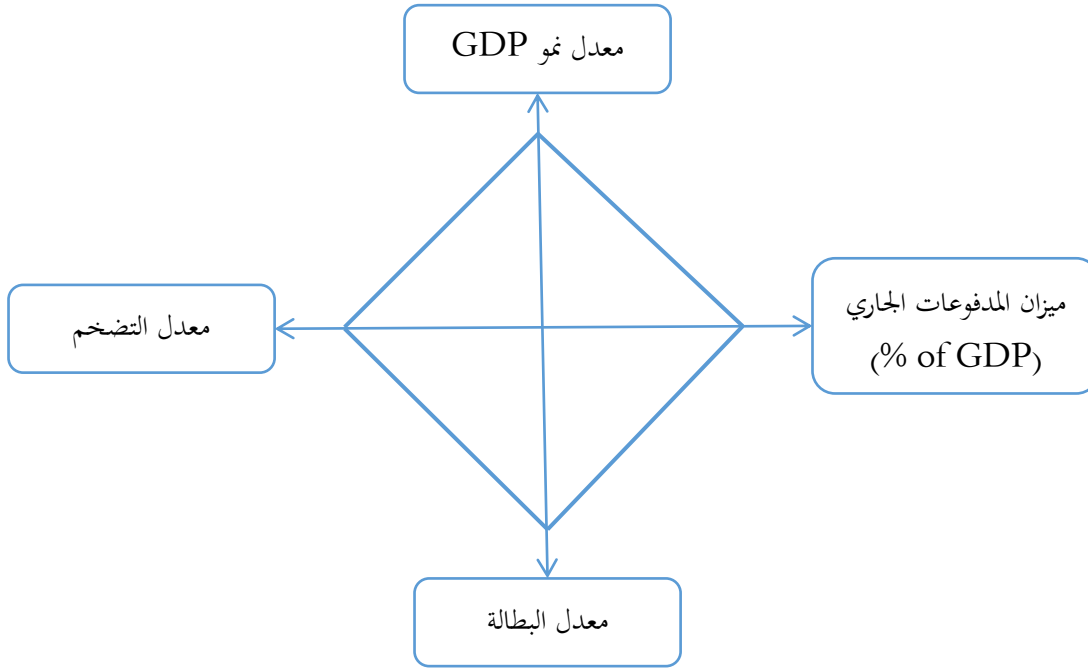 معدل نمو GDP
ميزان المدفوعات الجاري
(% of GDP)
معدل التضخم
معدل البطالة